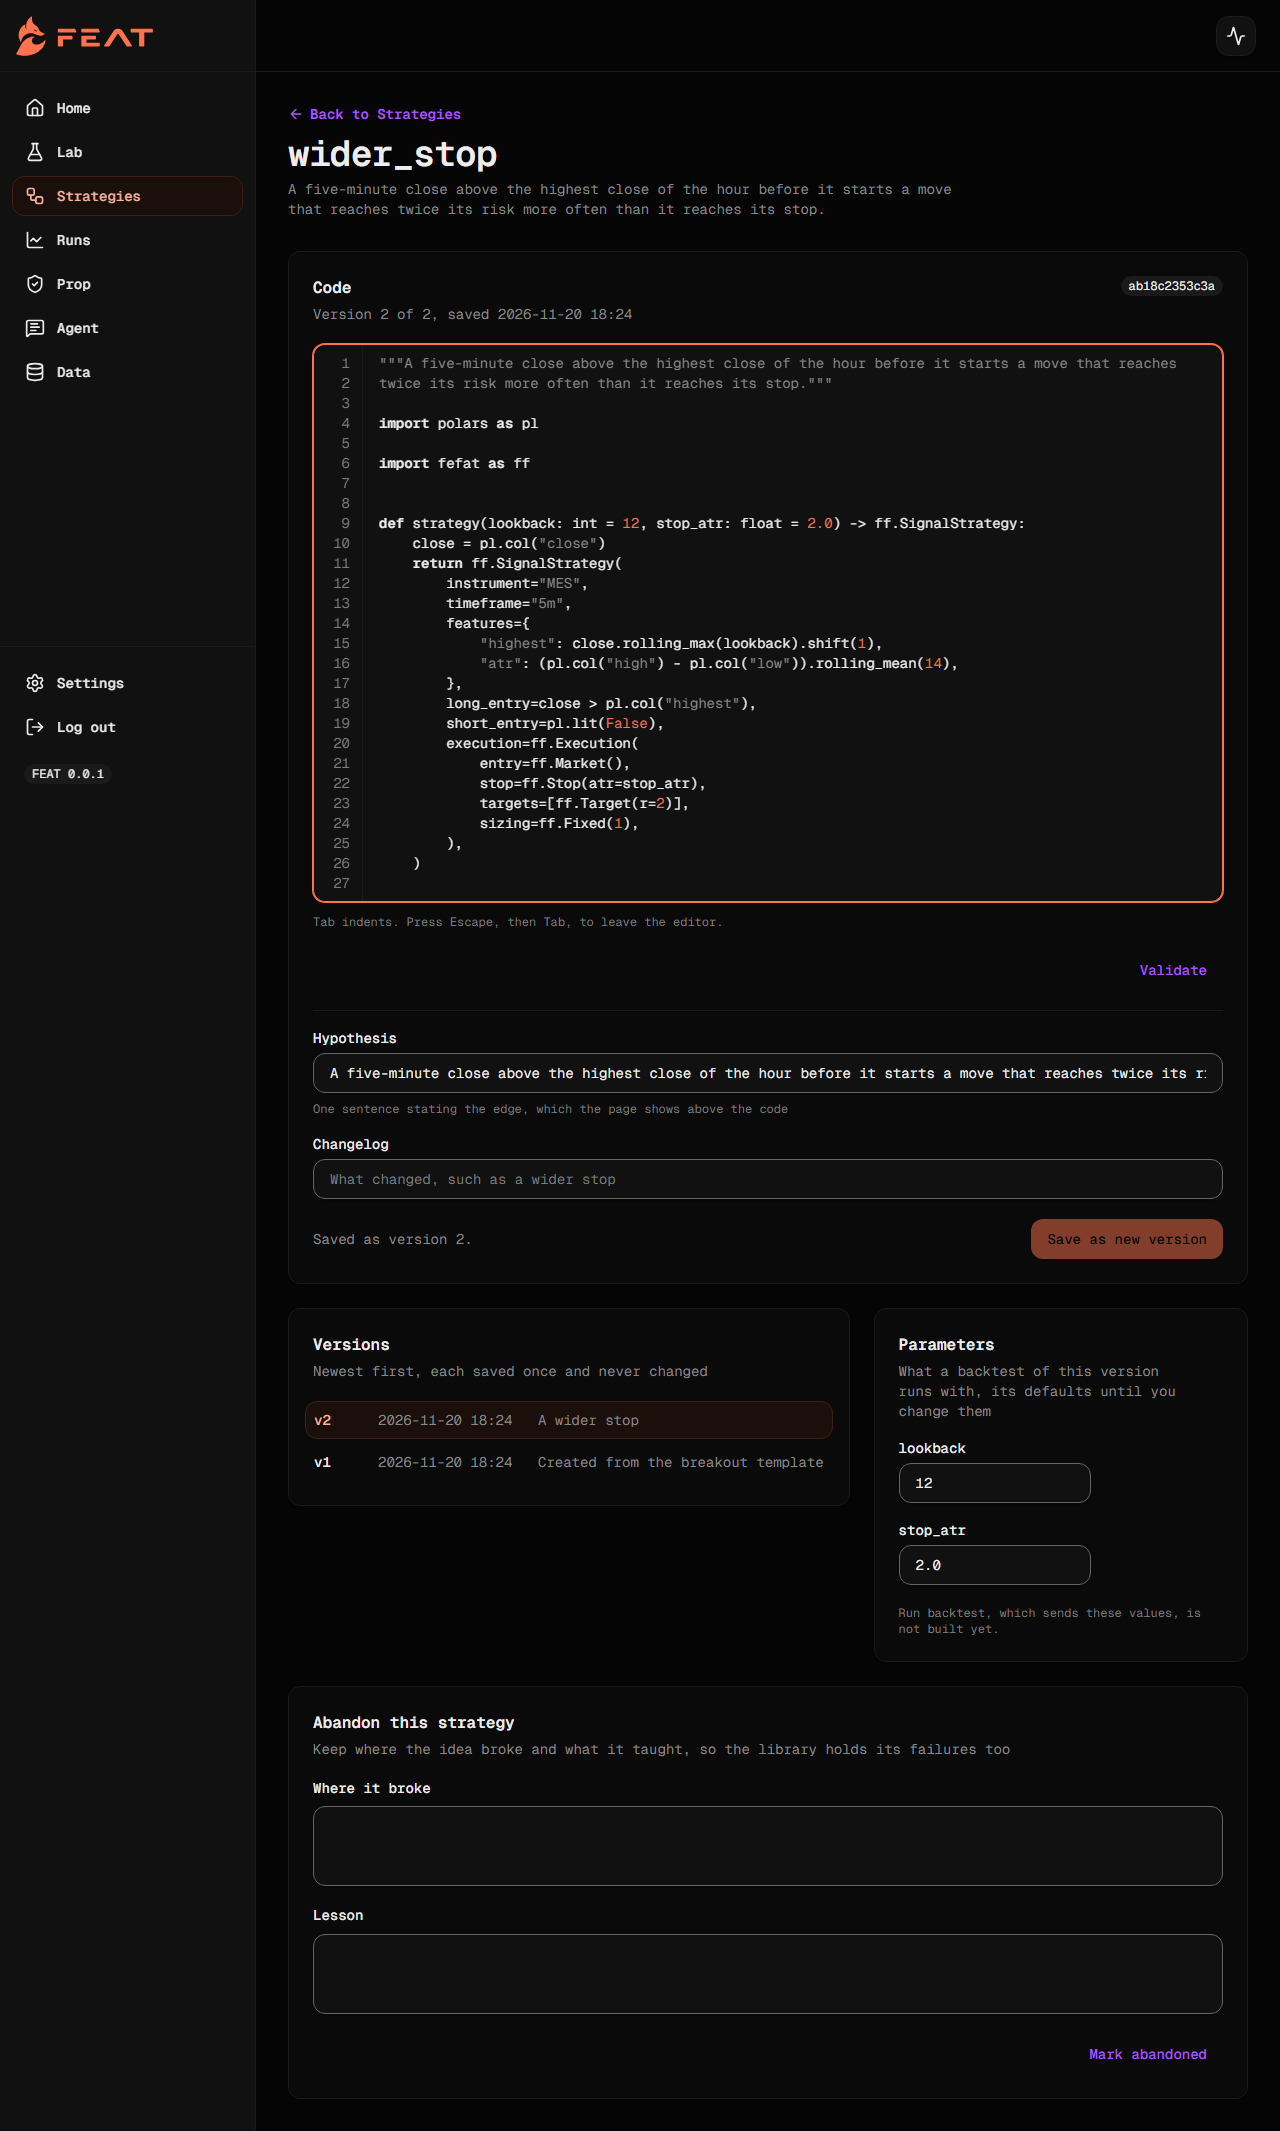 FEAT
Home
Lab
Strategies
Runs
Prop
Agent
Data
Settings
Log out
FEAT 0.0.1
← Back to Strategies
wider_stop
A five-minute close above the highest close of the hour before it starts a move
that reaches twice its risk more often than it reaches its stop.
Code
ab18c2353c3a
Version 2 of 2, saved 2026-11-20 18:24
1 """A five-minute close above the highest close of the hour before it starts a move that reaches
2 twice its risk more often than it reaches its stop."""
3
4 import polars as pl
5
6 import fefat as ff
7
8
9 def strategy(lookback: int = 12, stop_atr: float = 2.0) -> ff.SignalStrategy:
10     close = pl.col("close")
11     return ff.SignalStrategy(
12         instrument="MES",
13         timeframe="5m",
14         features={
15             "highest": close.rolling_max(lookback).shift(1),
16             "atr": (pl.col("high") - pl.col("low")).rolling_mean(14),
17         },
18         long_entry=close > pl.col("highest"),
19         short_entry=pl.lit(False),
20         execution=ff.Execution(
21             entry=ff.Market(),
22             stop=ff.Stop(atr=stop_atr),
23             targets=[ff.Target(r=2)],
24             sizing=ff.Fixed(1),
25         ),
26     )
27
Tab indents. Press Escape, then Tab, to leave the editor.
Validate
Hypothesis
A five-minute close above the highest close of the hour before it starts a move that reaches twice its
One sentence stating the edge, which the page shows above the code
Changelog
What changed, such as a wider stop
Saved as version 2.
Save as new version
Versions
Newest first, each saved once and never changed
v2 2026-11-20 18:24 A wider stop
v1 2026-11-20 18:24 Created from the breakout template
Parameters
What a backtest of this version
runs with, its defaults until you
change them
lookback
12
stop_atr
2.0
Run backtest, which sends these values, is
not built yet.
Abandon this strategy
Keep where the idea broke and what it taught, so the library holds its failures too
Where it broke
Lesson
Mark abandoned